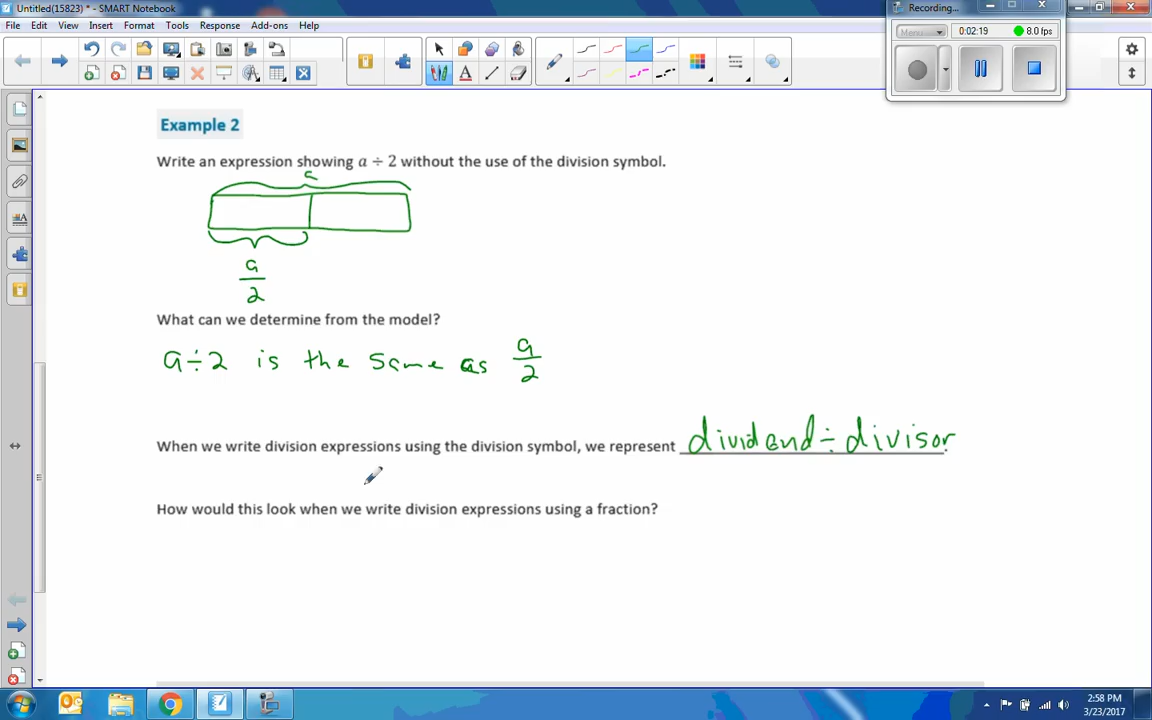 Untitled(15823) * - SMART Notebook
Recording...
File Edit View Insert Format Tools Response Add-ons Help
Menu
0:02:19
8.0 fps
Example 2
Write an expression showing a ÷ 2 without the use of the division symbol.
a
a
2
What can we determine from the model?
a÷2 is the same as a/2
When we write division expressions using the division symbol, we represent dividend ÷ divisor.
How would this look when we write division expressions using a fraction?
2:58 PM
3/23/2017